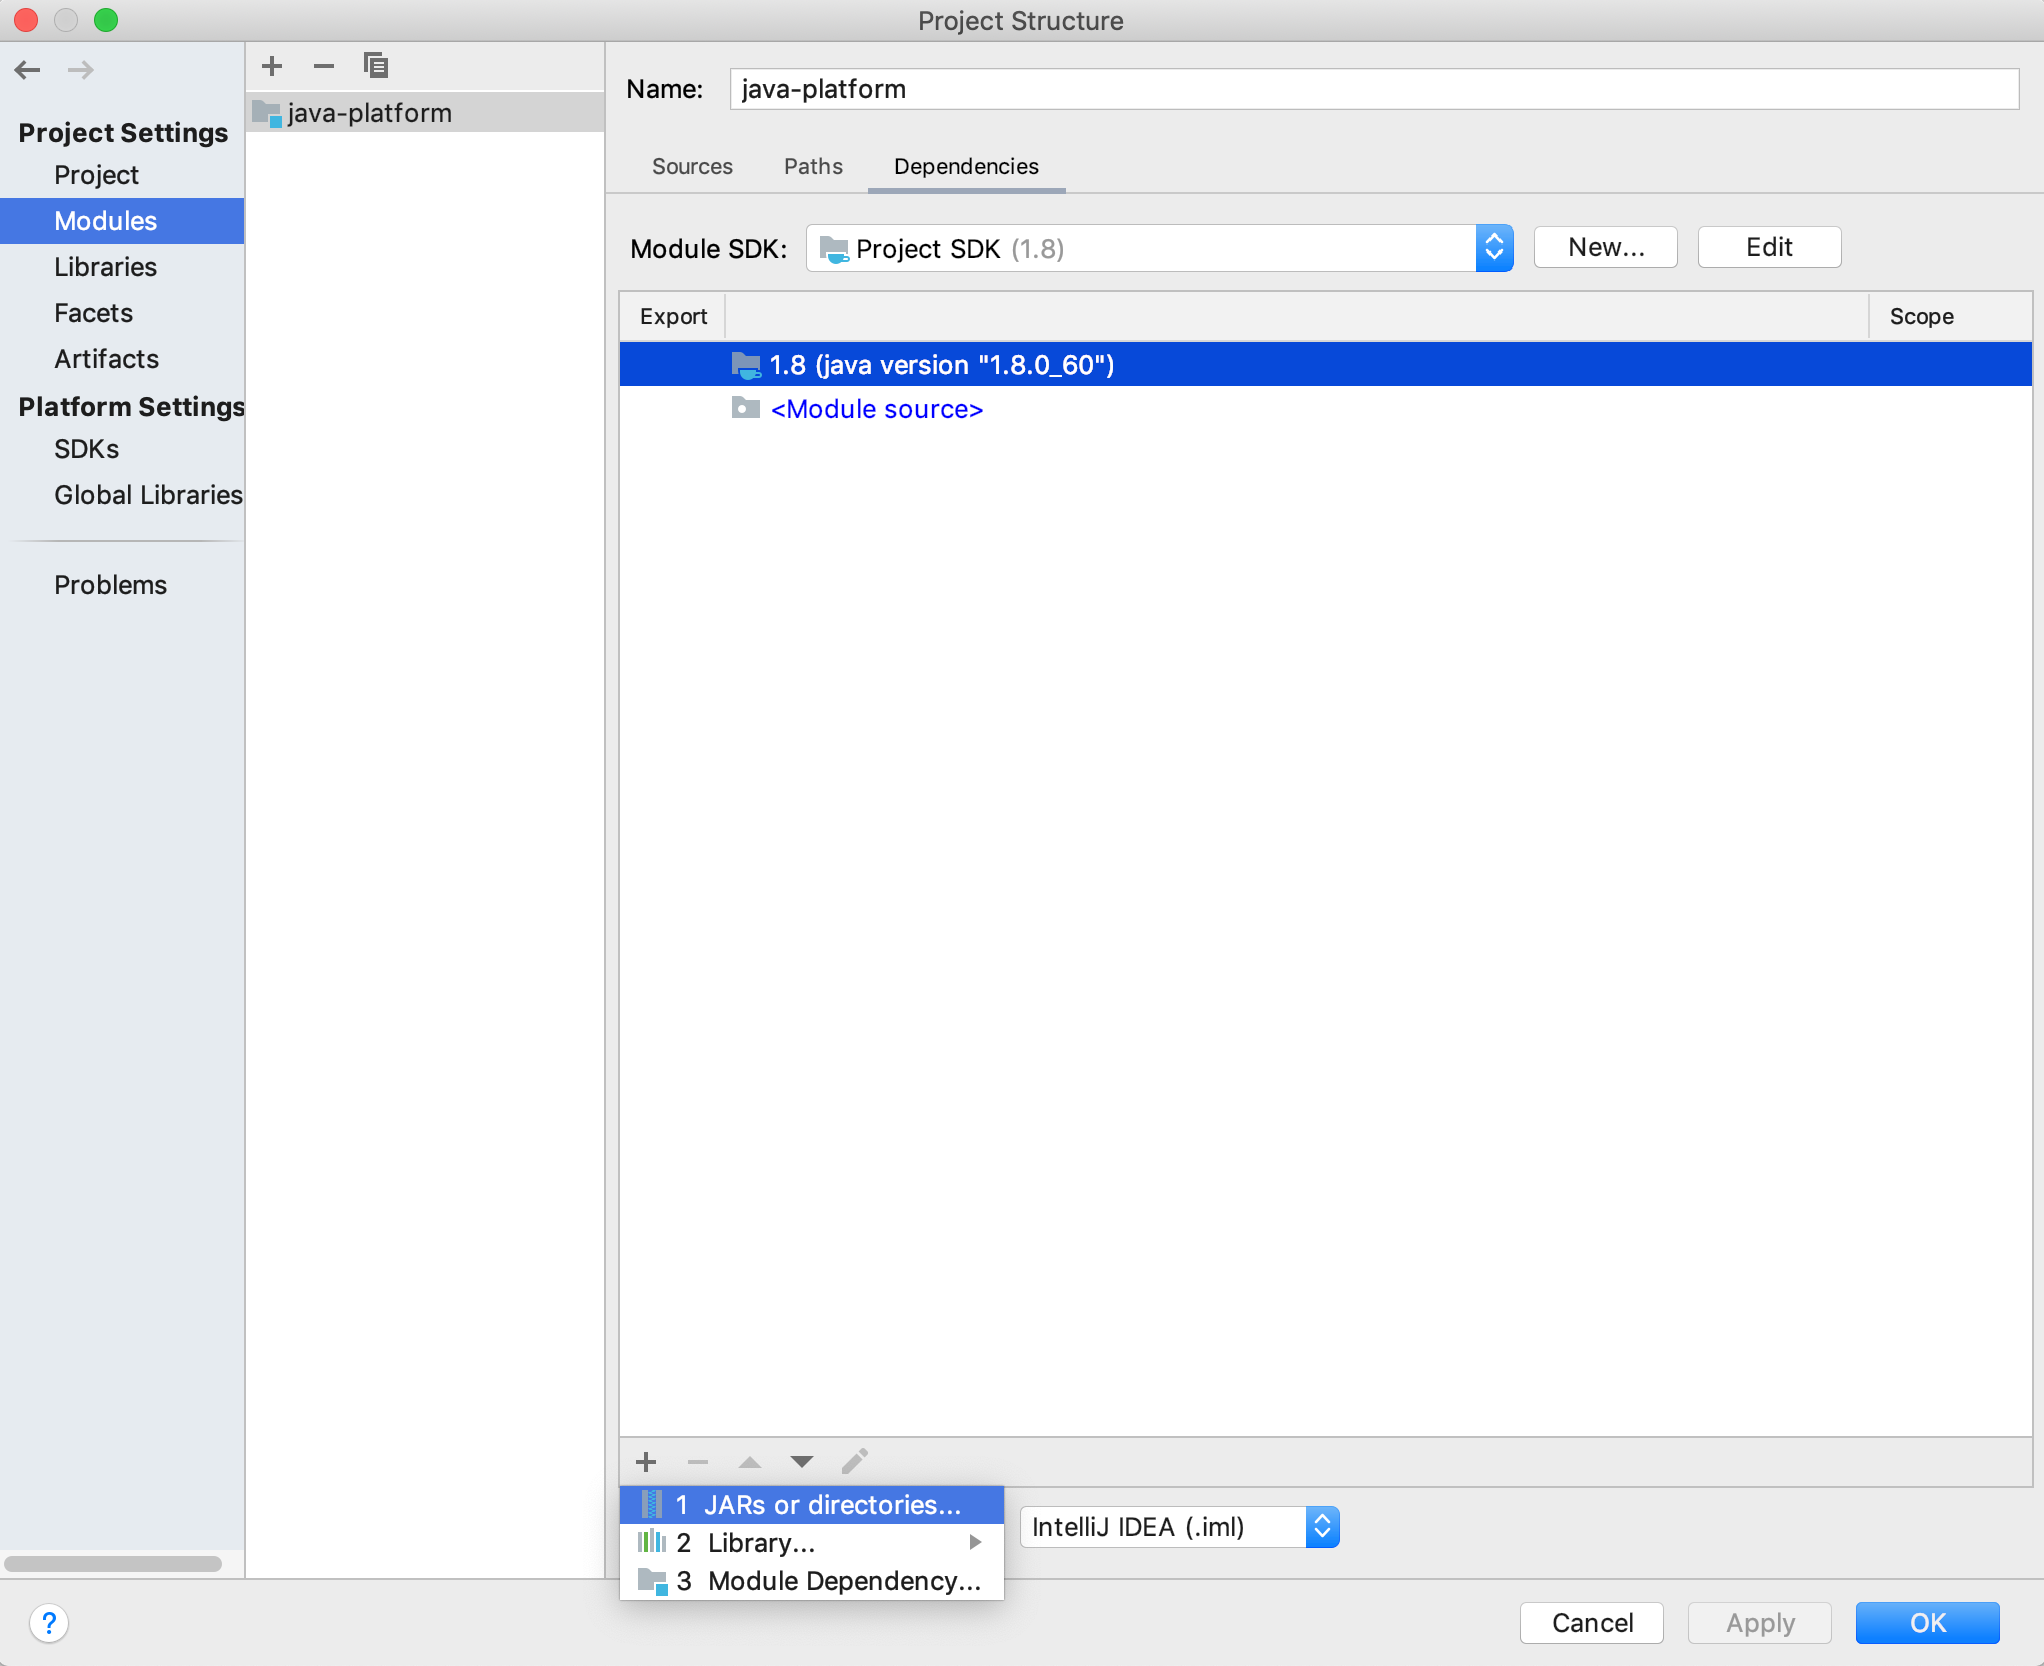 Project Structure
Project Settings
Project
Modules
Libraries
Facets
Artifacts
Platform Settings
SDKs
Global Libraries
Problems
java-platform
Name: java-platform
Sources Paths Dependencies
Module SDK: Project SDK (1.8) New... Edit
Export Scope
1.8 (java version "1.8.0_60")
<Module source>
1 JARs or directories...
2 Library...
3 Module Dependency...
IntelliJ IDEA (.iml)
? Cancel Apply OK